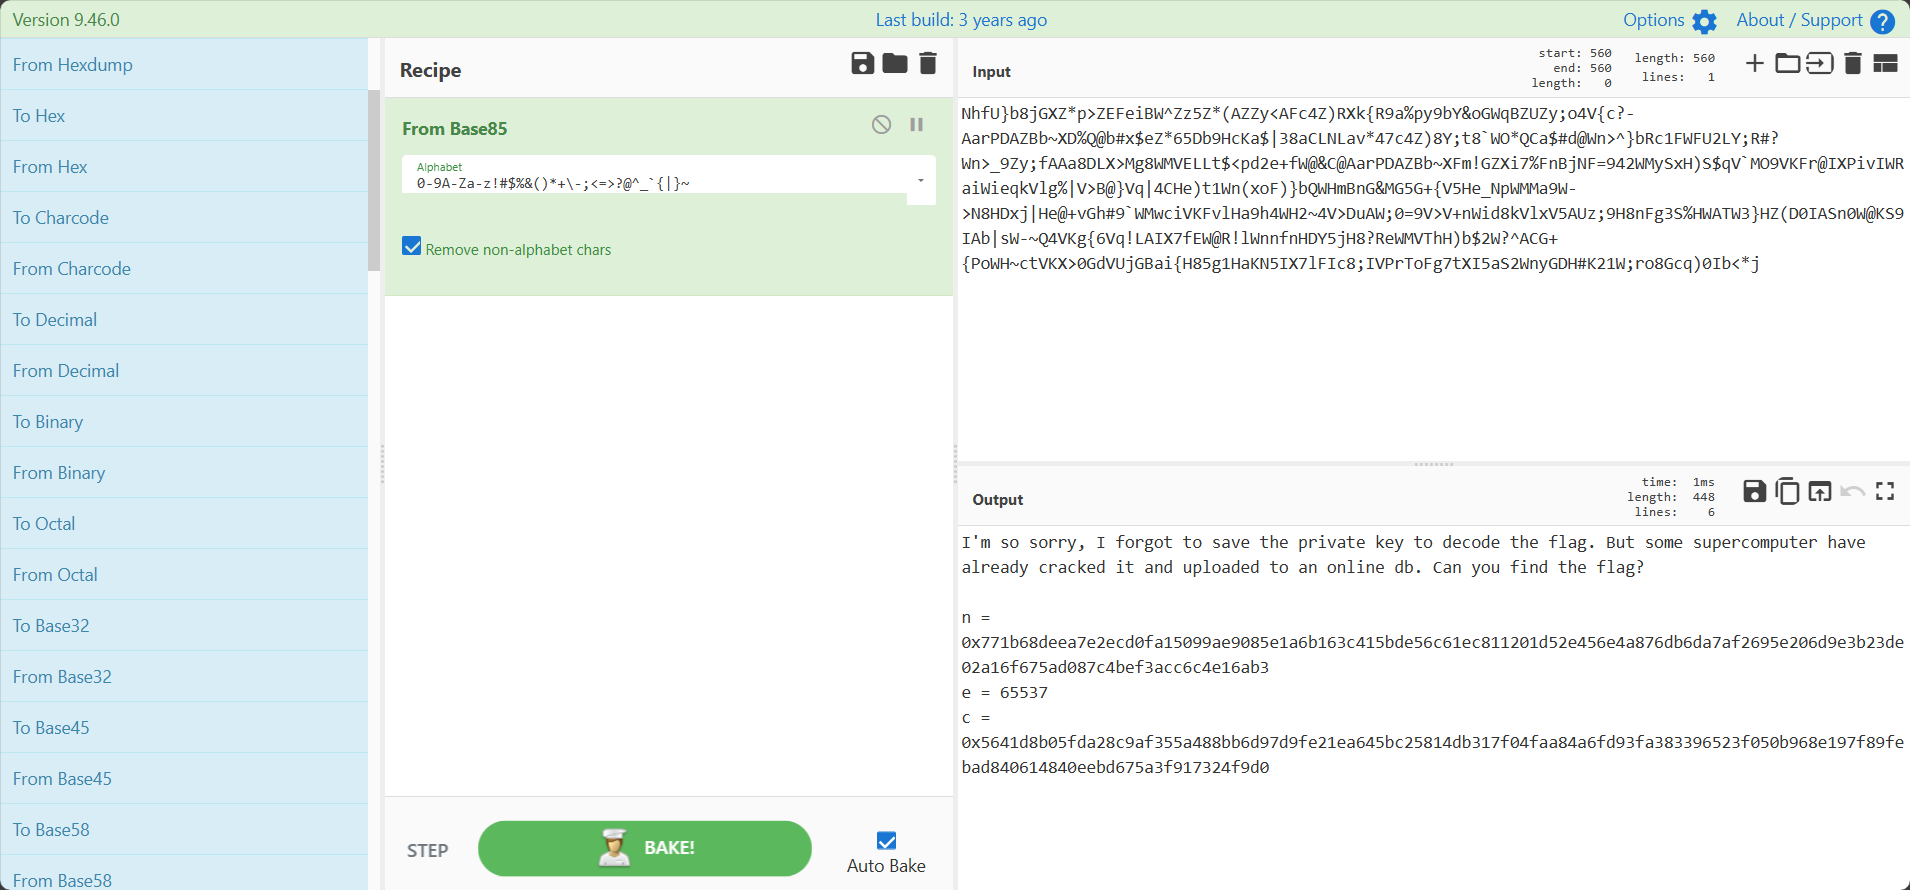 Version 9.46.0
Last build: 3 years ago
Options
About / Support
?
From Hexdump
To Hex
From Hex
To Charcode
From Charcode
To Decimal
From Decimal
To Binary
From Binary
To Octal
From Octal
To Base32
From Base32
To Base45
From Base45
To Base58
From Base58
Recipe
From Base85
Alphabet
0-9A-Za-z!#$%&()*+\-;<=>?@^_`{|}~
Remove non-alphabet chars
STEP
BAKE!
Auto Bake
Input
start: 560
end: 560
length: 0
length: 560
lines: 1
NhfU}b8jGXZ*p>ZEFeiBW^Zz5Z*(AZZy<AFc4Z)RXk{R9a%py9bY&oGWqBZUZy;o4V{c?-
AarPDAZBb~XD%Q@b#x$eZ*65Db9HcKa$|38aCLNLav*47c4Z)8Y;t8`WO*QCa$#d@Wn>^}bRc1FWFU2LY;R#?
Wn>_9Zy;fAAa8DLX>Mg8WMVELLt$<pd2e+fW@&C@AarPDAZBb~XFm!GZXi7%FnBjNF=942WMySxH)S$qV`MO9VKFr@IXPivIWR
aiWieqkVlg%|V>B@}Vq|4CHe)t1Wn(xoF)}bQWHmBnG&MG5G+{V5He_NpWMMa9W-
>N8HDxj|He@+vGh#9`WMwciVKFvlHa9h4WH2~4V>DuAW;0=9V>V+nWid8kVlxV5AUz;9H8nFg3S%HWATW3}HZ(D0IASn0W@KS9
IAb|sW-~Q4VKg{6Vq!LAIX7fEW@R!lWnnfnHDY5jH8?ReWMVThH)b$2W?^ACG+
{PoWH~ctVKX>0GdVUjGBai{H85g1HaKN5IX7lFIc8;IVPrToFg7tXI5aS2WnyGDH#K21W;ro8Gcq)0Ib<*j
Output
time: 1ms
length: 448
lines: 6
I'm so sorry, I forgot to save the private key to decode the flag. But some supercomputer have
already cracked it and uploaded to an online db. Can you find the flag?
n =
0x771b68deea7e2ecd0fa15099ae9085e1a6b163c415bde56c61ec811201d52e456e4a876db6da7af2695e206d9e3b23de
02a16f675ad087c4bef3acc6c4e16ab3
e = 65537
c =
0x5641d8b05fda28c9af355a488bb6d97d9fe21ea645bc25814db317f04faa84a6fd93fa383396523f050b968e197f89fe
bad840614840eebd675a3f917324f9d0